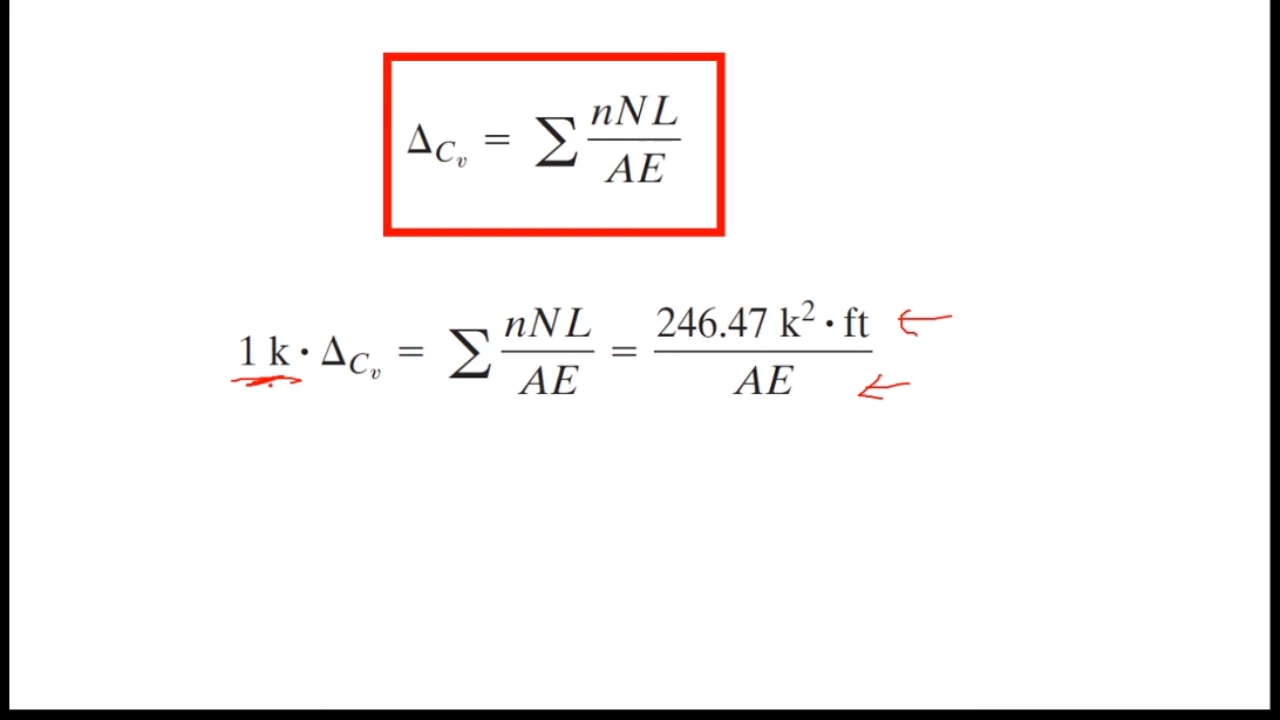 Δ_{C_v} = ∑ nNL / AE
1 k · Δ_{C_v} = ∑ nNL / AE = 246.47 k² · ft / AE